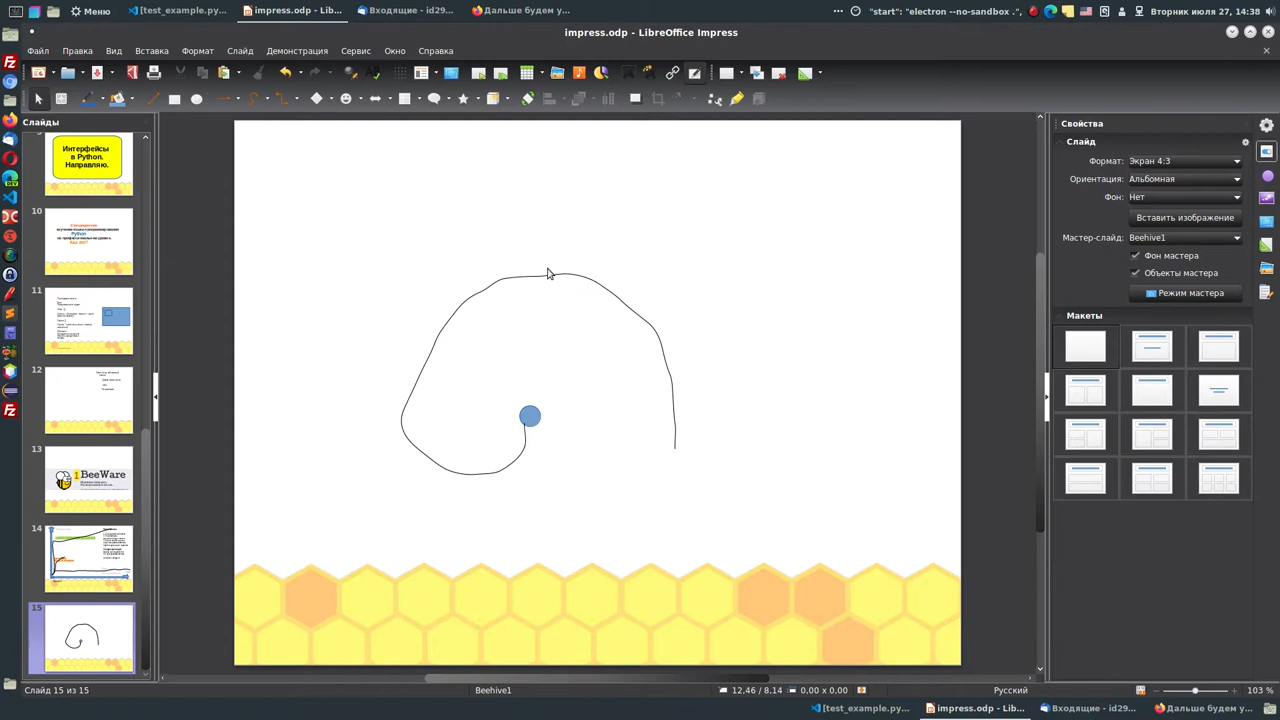 Меню
[test_example.py...
impress.odp - Lib...
Входящие - id29...
Дальше будем у...
"start": "electron --no-sandbox .",
Вторник июля 27, 14:38
impress.odp - LibreOffice Impress
Файл Правка Вид Вставка Формат Слайд Демонстрация Сервис Окно Справка
Слайды
Интерфейсы
в Python.
Направляю.
10
Python
11
12
13
BeeWare
14
15
Свойства
Слайд
Формат: Экран 4:3
Ориентация: Альбомная
Фон: Нет
Вставить изображен
Мастер-слайд: Beehive1
Фон мастера
Объекты мастера
Режим мастера
Макеты
Слайд 15 из 15
Beehive1
12,46 / 8,14
0,00 x 0,00
Русский
103 %
[test_example.py...
impress.odp - Lib...
Входящие - id29...
Дальше будем у...